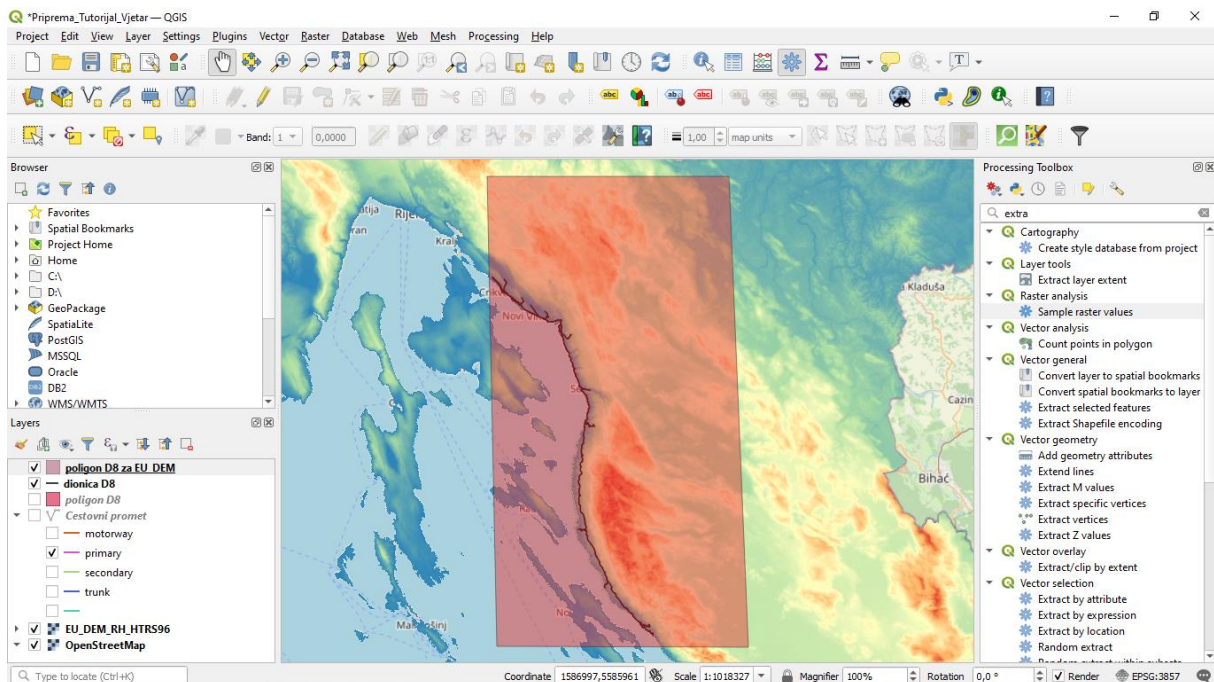 *Priprema_Tutorijal_Vjetar — QGIS
Project Edit View Layer Settings Plugins Vector Raster Database Web Mesh Processing Help
Band: 1 0,0000 1,00 map units
Browser
Favorites
Spatial Bookmarks
Project Home
Home
C:\
D:\
GeoPackage
SpatiaLite
PostGIS
MSSQL
Oracle
DB2
WMS/WMTS
Layers
poligon D8 za EU_DEM
dionica D8
poligon D8
Cestovni promet
motorway
primary
secondary
trunk
EU_DEM_RH_HTRS96
OpenStreetMap
Kladuša
Cazin
Bihać
Processing Toolbox
extra
Cartography
Create style database from project
Layer tools
Extract layer extent
Raster analysis
Sample raster values
Vector analysis
Count points in polygon
Vector general
Convert layer to spatial bookmarks
Convert spatial bookmarks to layer
Extract selected features
Extract Shapefile encoding
Vector geometry
Add geometry attributes
Extend lines
Extract M values
Extract specific vertices
Extract vertices
Extract Z values
Vector overlay
Extract/clip by extent
Vector selection
Extract by attribute
Extract by expression
Extract by location
Random extract
Random extract within subsets
Type to locate (Ctrl+K) Coordinate 1586997,5585961 Scale 1:1018327 Magnifier 100% Rotation 0,0 ° Render EPSG:3857